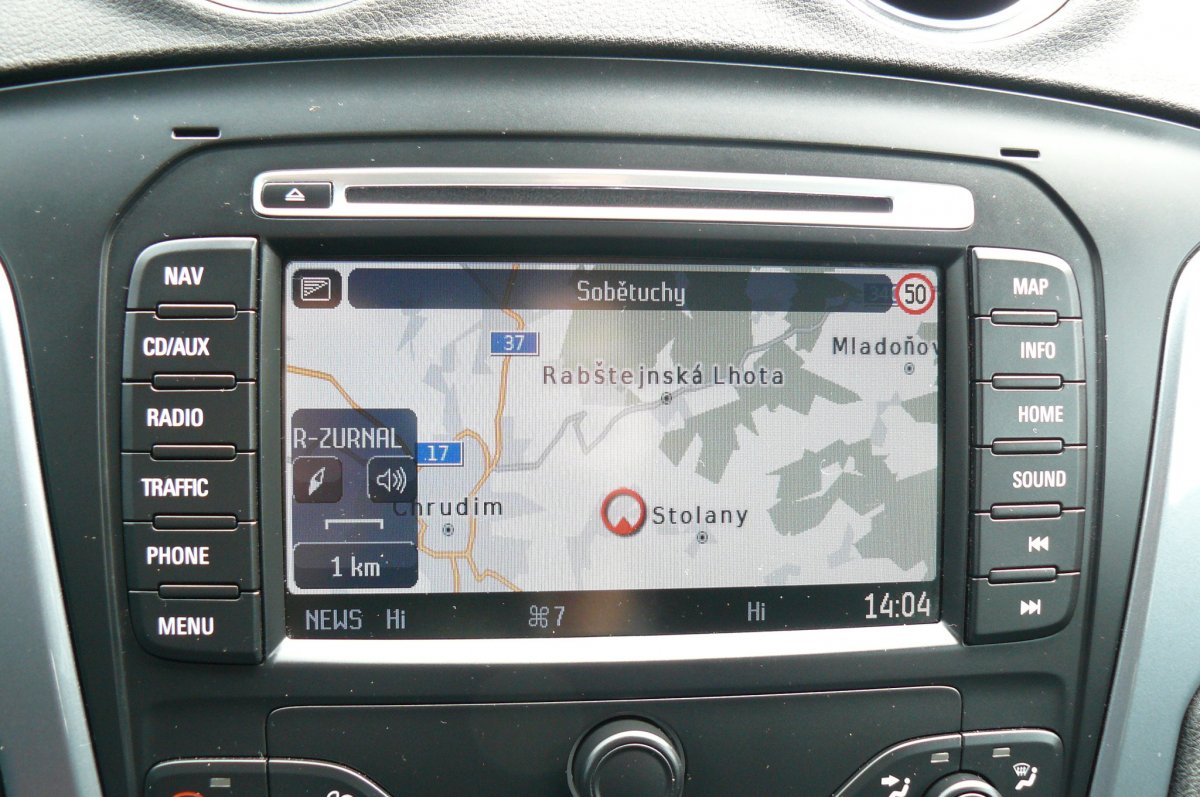 NAV
CD/AUX
RADIO
TRAFFIC
PHONE
MENU
Sobětuchy
50
37
Mladoňov
Rabštejnská Lhota
R-ZURNAL
17
Chrudim
Stolany
1 km
NEWS Hi 7 Hi 14:04
MAP
INFO
HOME
SOUND